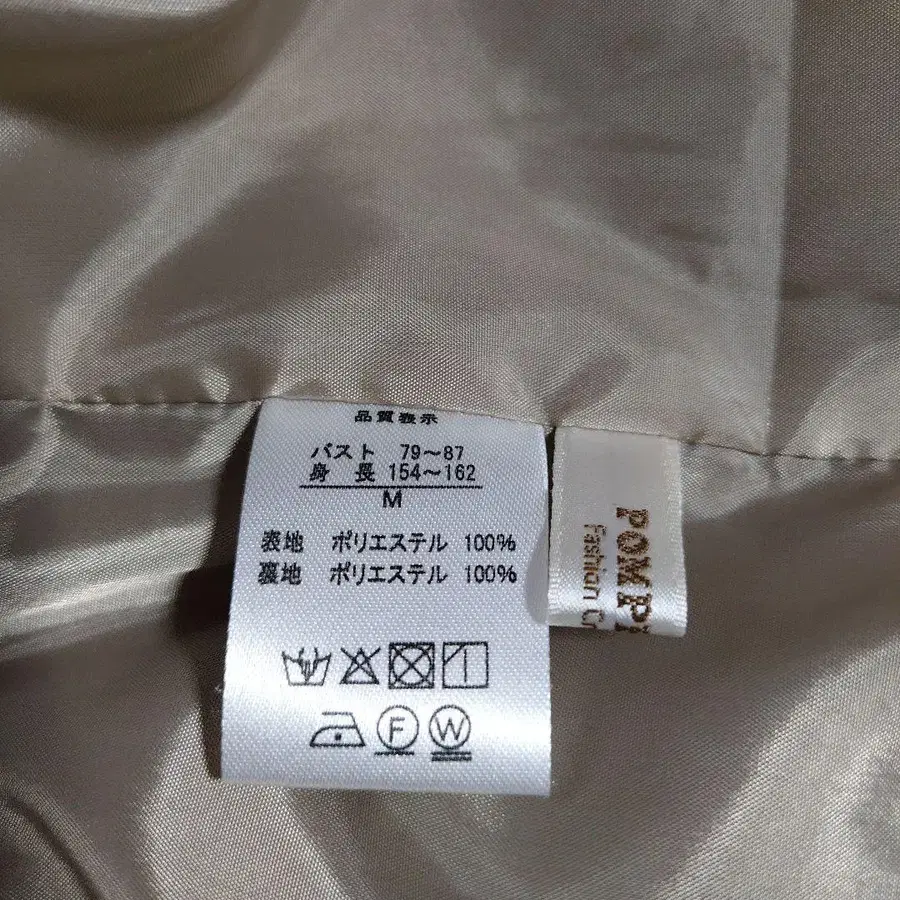 品質表示
バスト 79～87
身 長 154～162
M
表地 ポリエステル 100%
裏地 ポリエステル 100%
F W
POMP
Fashion